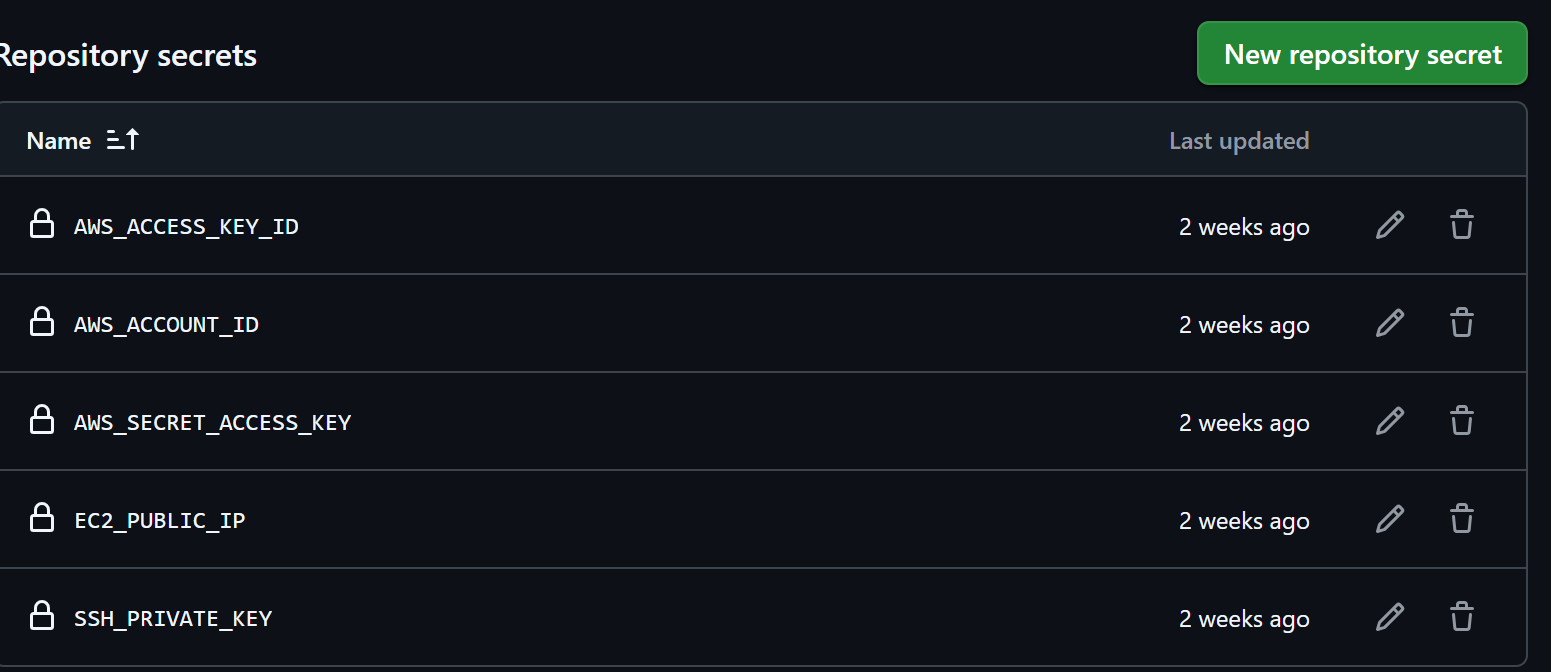 Repository secrets
New repository secret
Name
Last updated
AWS_ACCESS_KEY_ID
2 weeks ago
AWS_ACCOUNT_ID
2 weeks ago
AWS_SECRET_ACCESS_KEY
2 weeks ago
EC2_PUBLIC_IP
2 weeks ago
SSH_PRIVATE_KEY
2 weeks ago